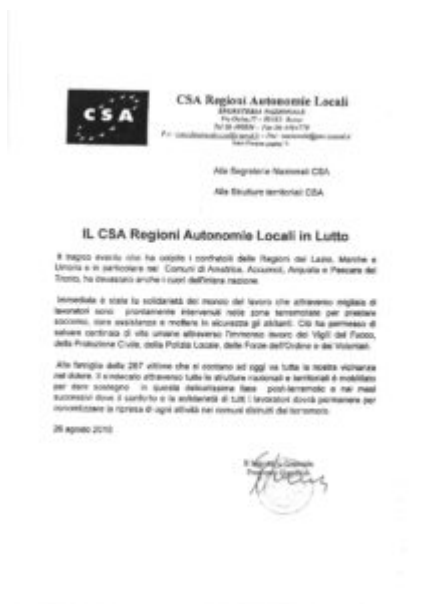 CSA
CSA Regioni Autonomie Locali
SEGRETERIA NAZIONALE
Alle Segreterie Nazionali CSA
Alle Strutture territoriali CSA
IL CSA Regioni Autonomie Locali in Lutto
Il tragico evento che ha colpito i confratelli delle Regioni del Lazio, Marche e
Umbria e in particolare nei Comuni di Amatrice, Accumoli, Arquata e Pescara del
Tronto, ha devastato anche i cuori dell'intera nazione.
Immediata è stata la solidarietà del mondo del lavoro che attraverso migliaia di
lavoratori sono prontamente intervenuti nelle zone terremotate per prestare
soccorso, dare assistenza e mettere in sicurezza gli abitanti. Ciò ha permesso di
salvare centinaia di vite umane attraverso l'immenso lavoro dei Vigili del Fuoco,
della Protezione Civile, della Polizia Locale, delle Forze dell'Ordine e dei Volontari.
Alle famiglie delle 267 vittime che si contano ad oggi va tutta la nostra vicinanza
nel dolore. Il sindacato attraverso tutte le strutture nazionali e territoriali è mobilitato
per dare sostegno in questa delicatissima fase post-terremoto e nei mesi
successivi dove il conforto e la solidarietà di tutti i lavoratori dovrà permanere per
la ripresa di ogni attività nei comuni distrutti dal terremoto.
26 agosto 2016
Il Segretario Generale